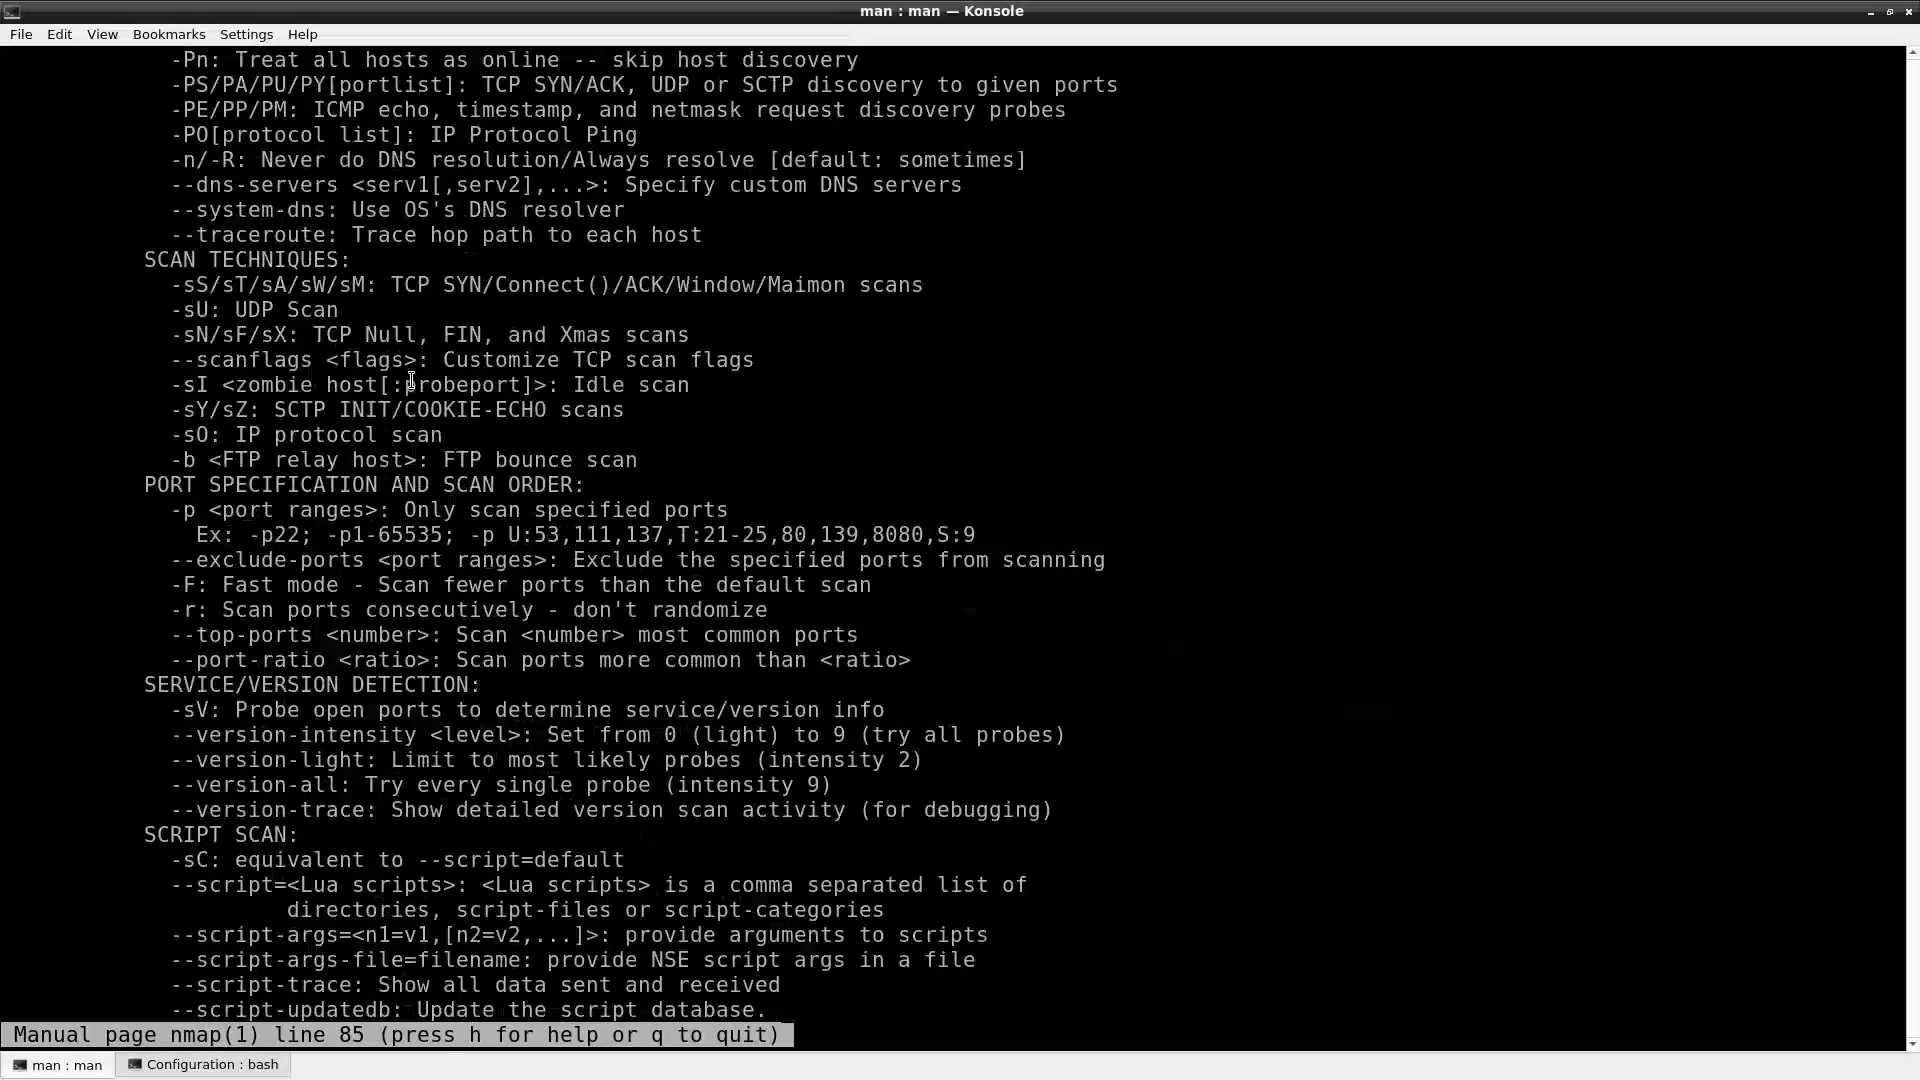 man : man — Konsole
File Edit View Bookmarks Settings Help
-Pn: Treat all hosts as online -- skip host discovery
-PS/PA/PU/PY[portlist]: TCP SYN/ACK, UDP or SCTP discovery to given ports
-PE/PP/PM: ICMP echo, timestamp, and netmask request discovery probes
-PO[protocol list]: IP Protocol Ping
-n/-R: Never do DNS resolution/Always resolve [default: sometimes]
--dns-servers <serv1[,serv2],...>: Specify custom DNS servers
--system-dns: Use OS's DNS resolver
--traceroute: Trace hop path to each host
SCAN TECHNIQUES:
-sS/sT/sA/sW/sM: TCP SYN/Connect()/ACK/Window/Maimon scans
-sU: UDP Scan
-sN/sF/sX: TCP Null, FIN, and Xmas scans
--scanflags <flags>: Customize TCP scan flags
-sI <zombie host[:probeport]>: Idle scan
-sY/sZ: SCTP INIT/COOKIE-ECHO scans
-sO: IP protocol scan
-b <FTP relay host>: FTP bounce scan
PORT SPECIFICATION AND SCAN ORDER:
-p <port ranges>: Only scan specified ports
Ex: -p22; -p1-65535; -p U:53,111,137,T:21-25,80,139,8080,S:9
--exclude-ports <port ranges>: Exclude the specified ports from scanning
-F: Fast mode - Scan fewer ports than the default scan
-r: Scan ports consecutively - don't randomize
--top-ports <number>: Scan <number> most common ports
--port-ratio <ratio>: Scan ports more common than <ratio>
SERVICE/VERSION DETECTION:
-sV: Probe open ports to determine service/version info
--version-intensity <level>: Set from 0 (light) to 9 (try all probes)
--version-light: Limit to most likely probes (intensity 2)
--version-all: Try every single probe (intensity 9)
--version-trace: Show detailed version scan activity (for debugging)
SCRIPT SCAN:
-sC: equivalent to --script=default
--script=<Lua scripts>: <Lua scripts> is a comma separated list of
directories, script-files or script-categories
--script-args=<n1=v1,[n2=v2,...]>: provide arguments to scripts
--script-args-file=filename: provide NSE script args in a file
--script-trace: Show all data sent and received
--script-updatedb: Update the script database.
Manual page nmap(1) line 85 (press h for help or q to quit)
man : man Configuration : bash